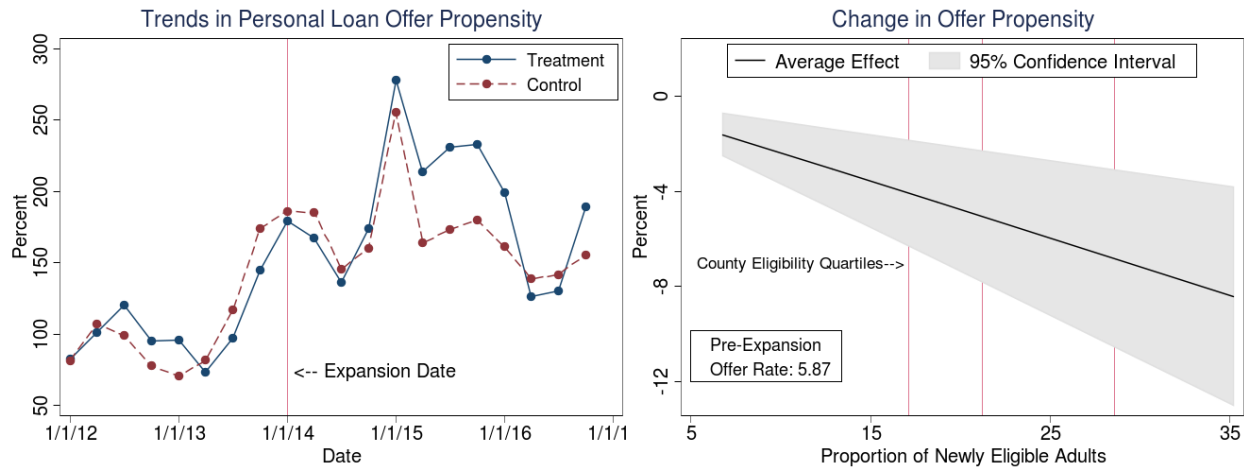 Trends in Personal Loan Offer Propensity
Treatment
Control
300
250
200
150
100
50
Percent
<-- Expansion Date
1/1/12
1/1/13
1/1/14
1/1/15
1/1/16
1/1/1
Date
Change in Offer Propensity
Average Effect
95% Confidence Interval
0
-4
-8
-12
Percent
County Eligibility Quartiles-->
Pre-Expansion
Offer Rate: 5.87
5
15
25
35
Proportion of Newly Eligible Adults